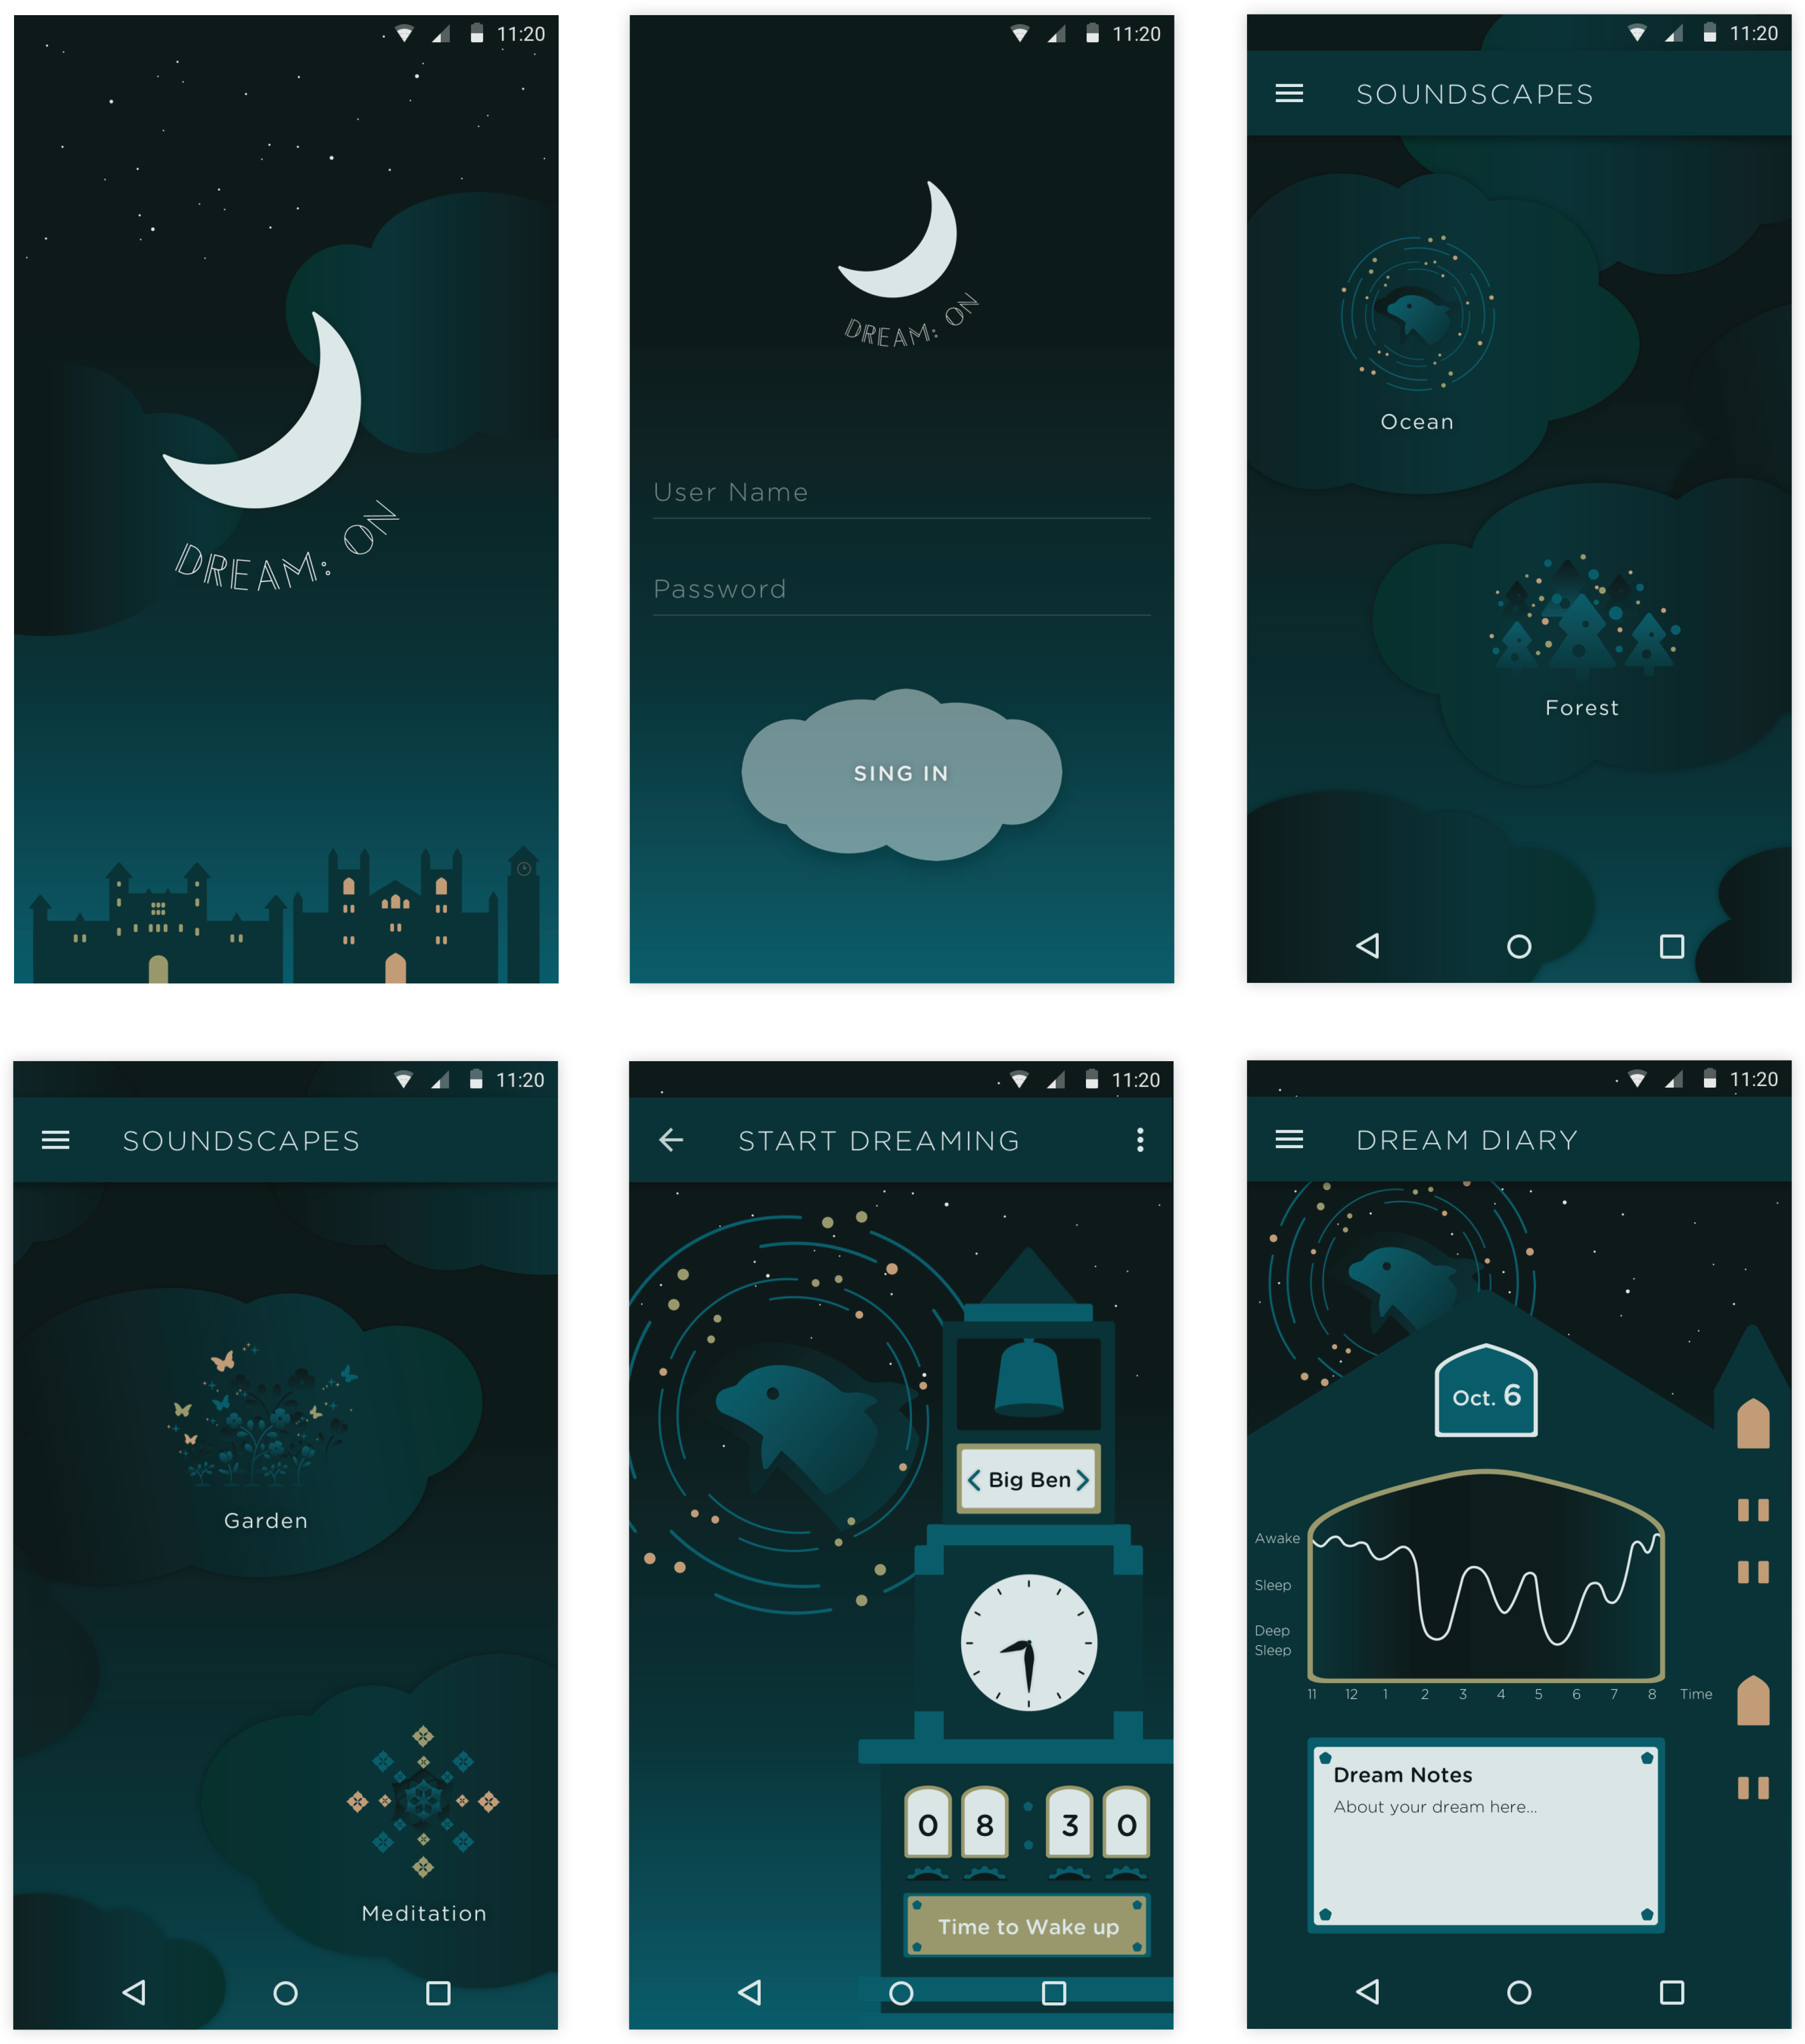 11:20
DREAM: ON
11:20
DREAM: ON
User Name
Password
SING IN
11:20
SOUNDSCAPES
Ocean
Forest
11:20
SOUNDSCAPES
Garden
Meditation
11:20
START DREAMING
Big Ben
0 8 : 3 0
Time to Wake up
11:20
DREAM DIARY
Oct. 6
Awake
Sleep
Deep
Sleep
11 12 1 2 3 4 5 6 7 8 Time
Dream Notes
About your dream here...